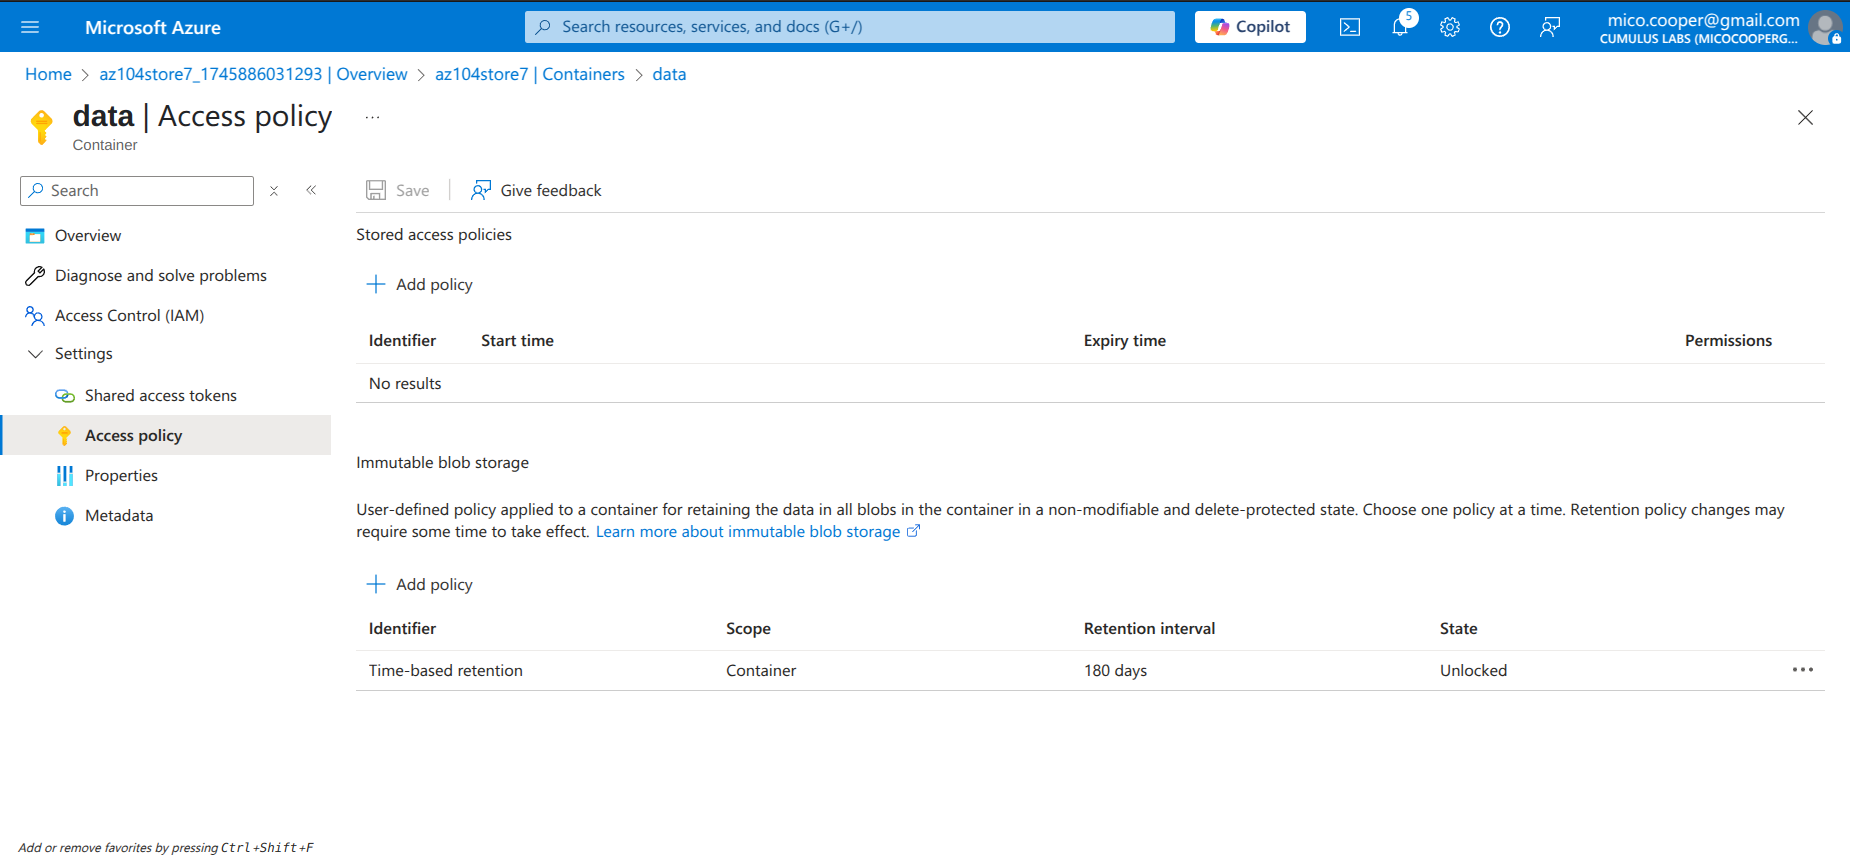 Microsoft Azure
Search resources, services, and docs (G+/)
Copilot
5
mico.cooper@gmail.com
CUMULUS LABS (MICOCOOPERG...
Home > az104store7_1745886031293 | Overview > az104store7 | Containers > data
data | Access policy ...
Container
Search
Overview
Diagnose and solve problems
Access Control (IAM)
Settings
Shared access tokens
Access policy
Properties
Metadata
Add or remove favorites by pressing Ctrl+Shift+F
Save
Give feedback
Stored access policies
Add policy
Identifier Start time Expiry time Permissions
No results
Immutable blob storage
User-defined policy applied to a container for retaining the data in all blobs in the container in a non-modifiable and delete-protected state. Choose one policy at a time. Retention policy changes may
require some time to take effect. Learn more about immutable blob storage
Add policy
Identifier Scope Retention interval State
Time-based retention Container 180 days Unlocked